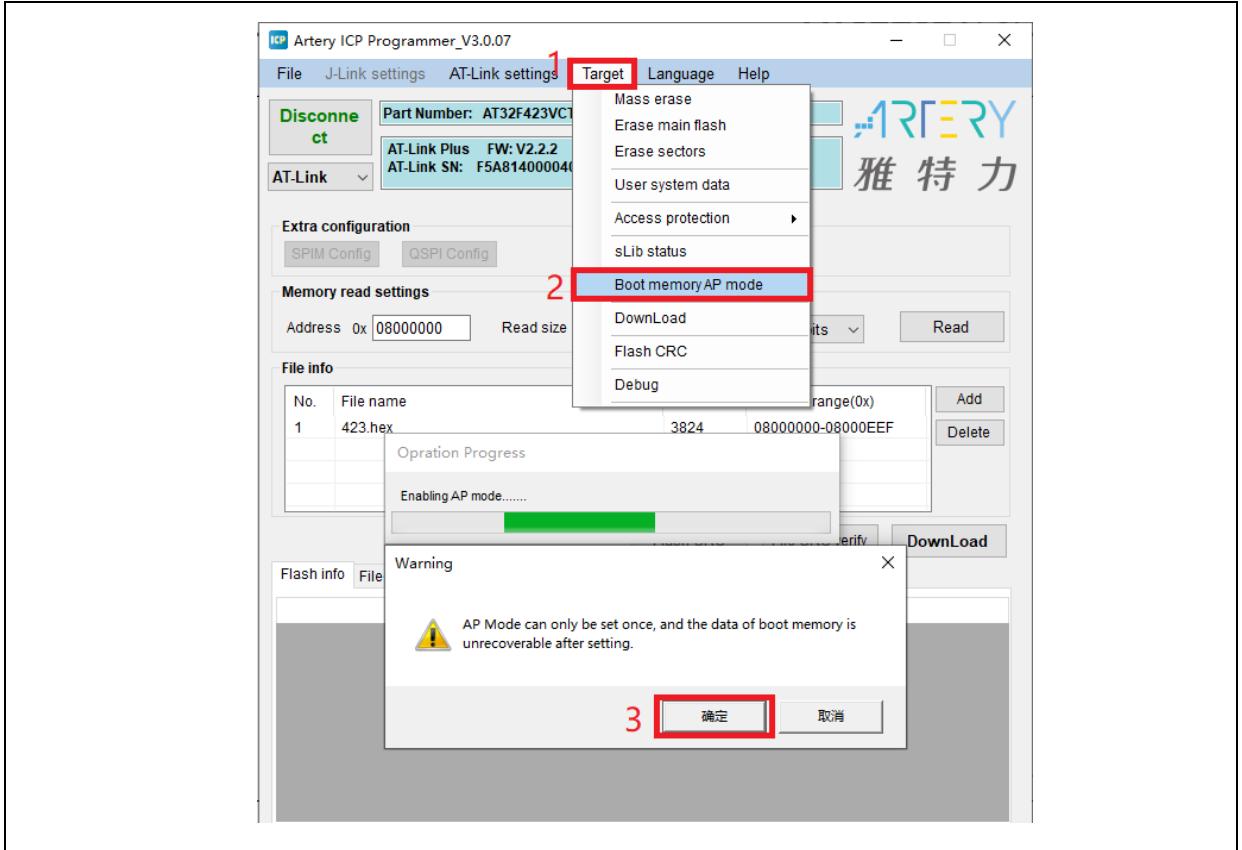 Artery ICP Programmer_V3.0.07
1
File J-Link settings AT-Link settings Target Language Help
Disconne
ct
Part Number: AT32F423VCT
AT-Link Plus FW: V2.2.2
AT-Link SN: F5A814000040
AT-Link
ARTERY
雅特力
Mass erase
Erase main flash
Erase sectors
User system data
Access protection
sLib status
2
Boot memory AP mode
DownLoad
Flash CRC
Debug
Extra configuration
SPIM Config QSPI Config
Memory read settings
Address 0x 08000000 Read size
Read
File info
No. File name range(0x)
1 423.hex 3824 08000000-08000EEF
Add
Delete
Opration Progress
Enabling AP mode.......
DownLoad
Flash info File
Warning
AP Mode can only be set once, and the data of boot memory is
unrecoverable after setting.
3
确定 取消